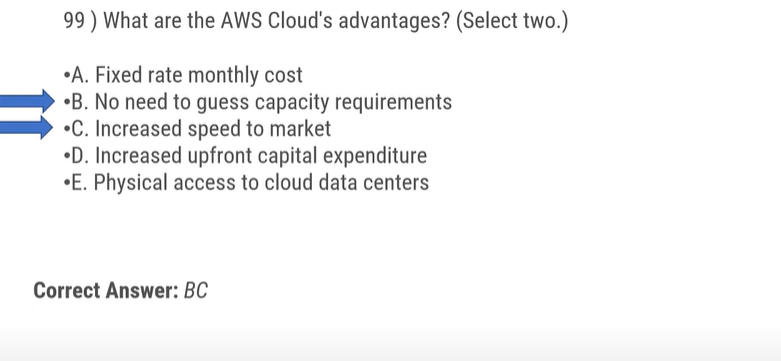 99 ) What are the AWS Cloud's advantages? (Select two.)
•A. Fixed rate monthly cost
•B. No need to guess capacity requirements
•C. Increased speed to market
•D. Increased upfront capital expenditure
•E. Physical access to cloud data centers
Correct Answer: BC